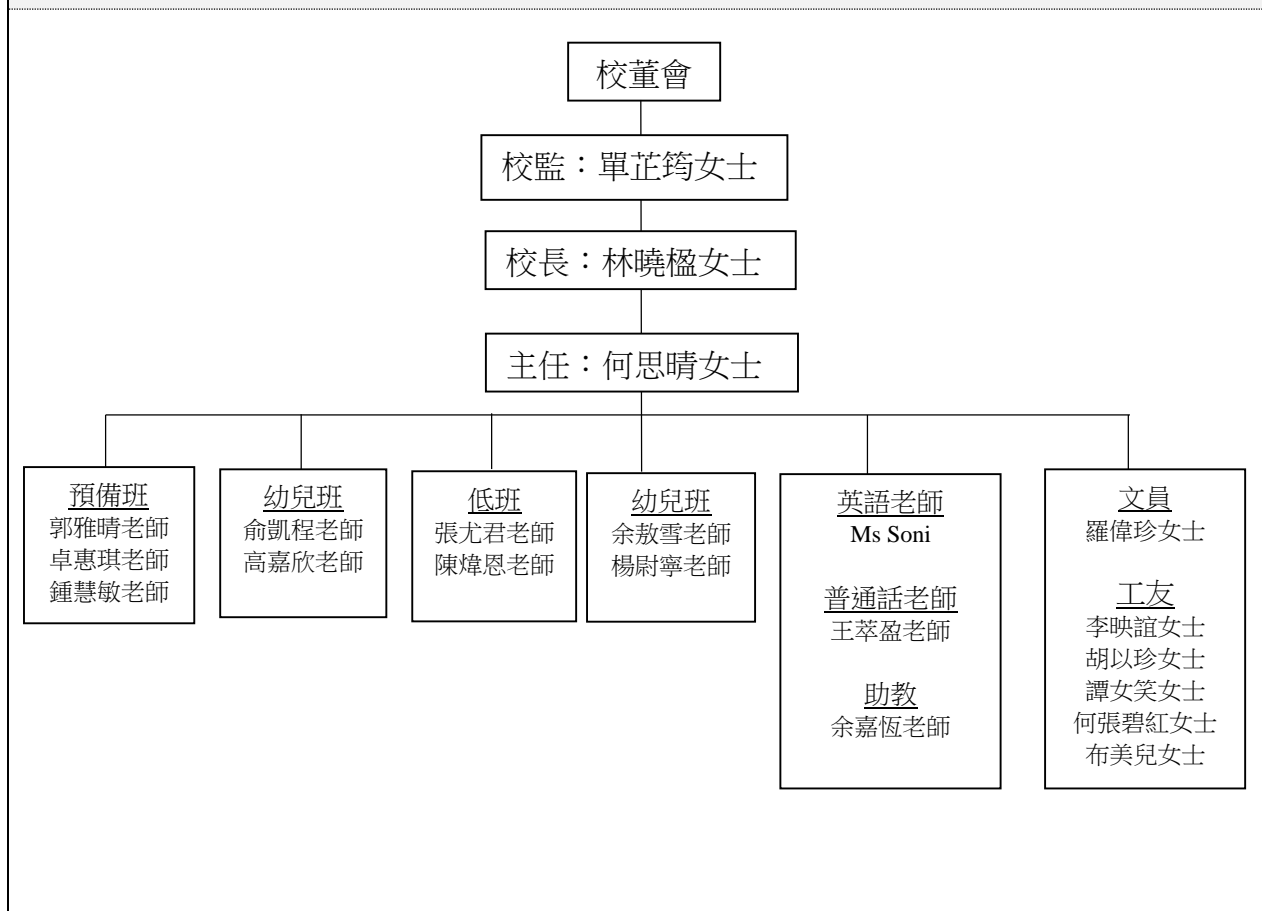 校董會
校監：單芷筠女士
校長：林曉楹女士
主任：何思晴女士
預備班
郭雅晴老師
卓惠琪老師
鍾慧敏老師
幼兒班
俞凱程老師
高嘉欣老師
低班
張尤君老師
陳煒恩老師
幼兒班
余敖雪老師
楊尉寧老師
英語老師
Ms Soni
普通話老師
王萃盈老師
助教
余嘉恆老師
文員
羅偉珍女士
工友
李映誼女士
胡以珍女士
譚女笑女士
何張碧紅女士
布美兒女士